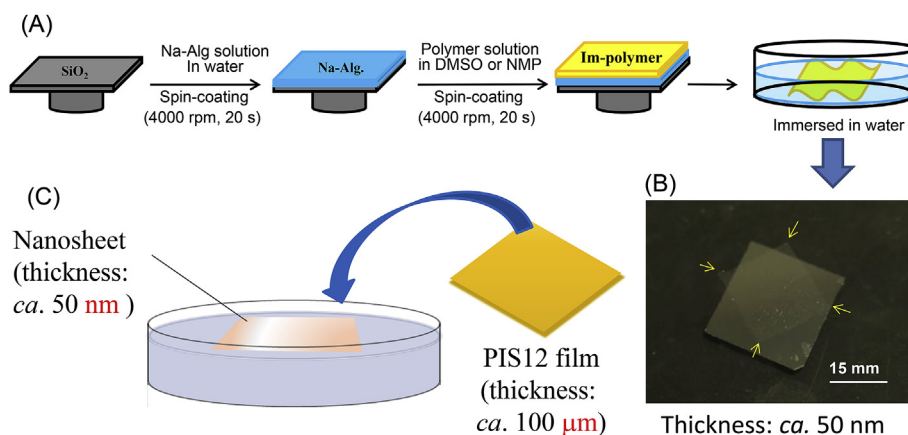 (A)
SiO₂
Na-Alg solution
In water
Spin-coating
(4000 rpm, 20 s)
Na-Alg.
Polymer solution
in DMSO or NMP
Spin-coating
(4000 rpm, 20 s)
Im-polymer
Immersed in water
(B)
15 mm
Thickness: ca. 50 nm
(C)
Nanosheet
(thickness:
ca. 50 nm )
PIS12 film
(thickness:
ca. 100 μm)